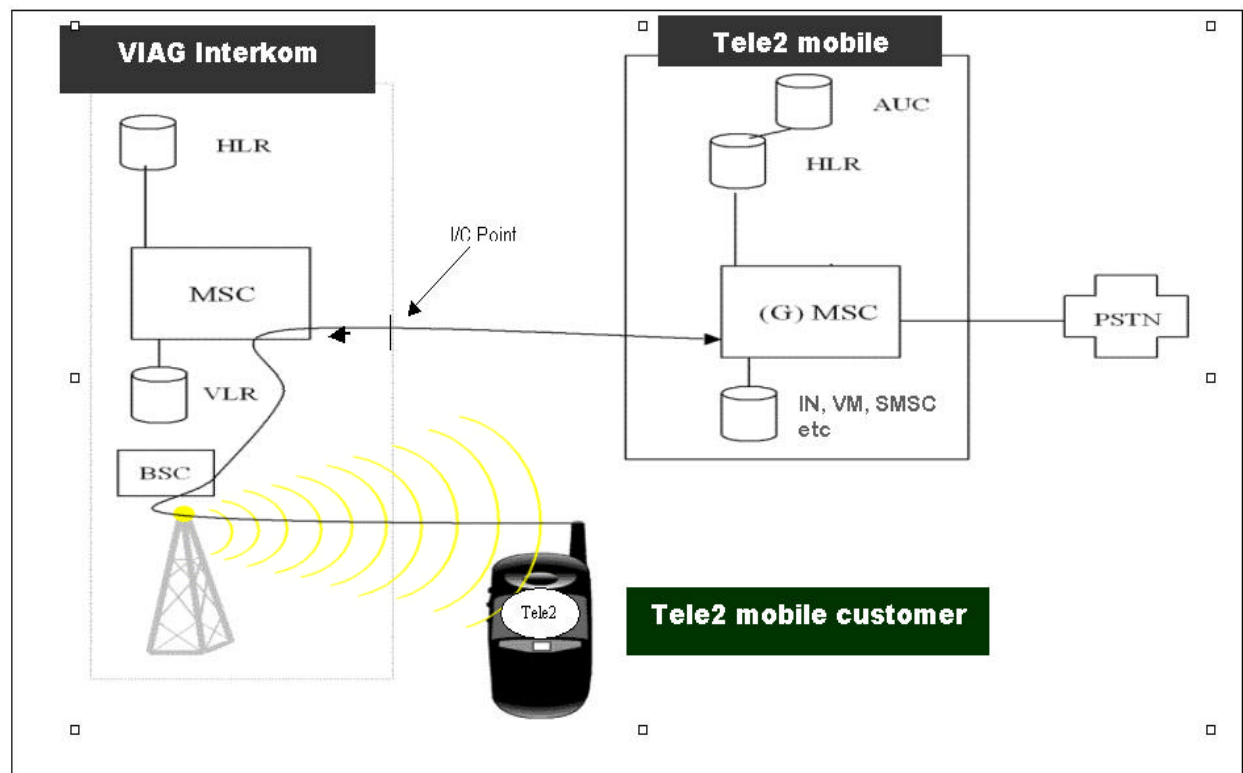 VIAG Interkom
Tele2 mobile
AUC
HLR
HLR
I/C Point
MSC
(G) MSC
PSTN
VLR
IN, VM, SMSC
etc
BSC
Tele2
Tele2 mobile customer